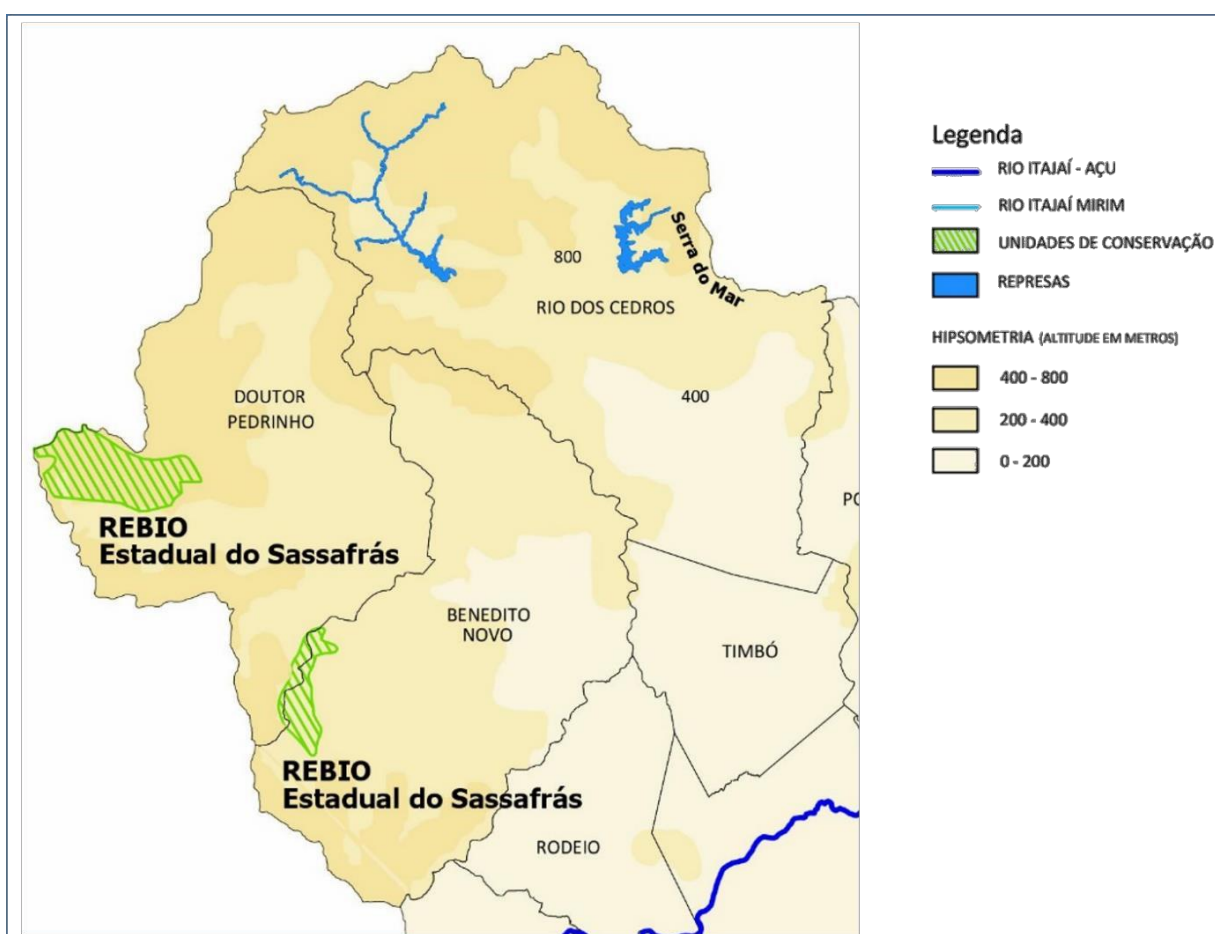 Serra do Mar
800
RIO DOS CEDROS
DOUTOR
PEDRINHO
400
PO
REBIO
Estadual do Sassafrás
BENEDITO
NOVO
TIMBÓ
REBIO
Estadual do Sassafrás
RODEIO
Legenda
RIO ITAJAÍ - AÇU
RIO ITAJAÍ MIRIM
UNIDADES DE CONSERVAÇÃO
REPRESAS
HIPSOMETRIA (ALTITUDE EM METROS)
400 - 800
200 - 400
0 - 200